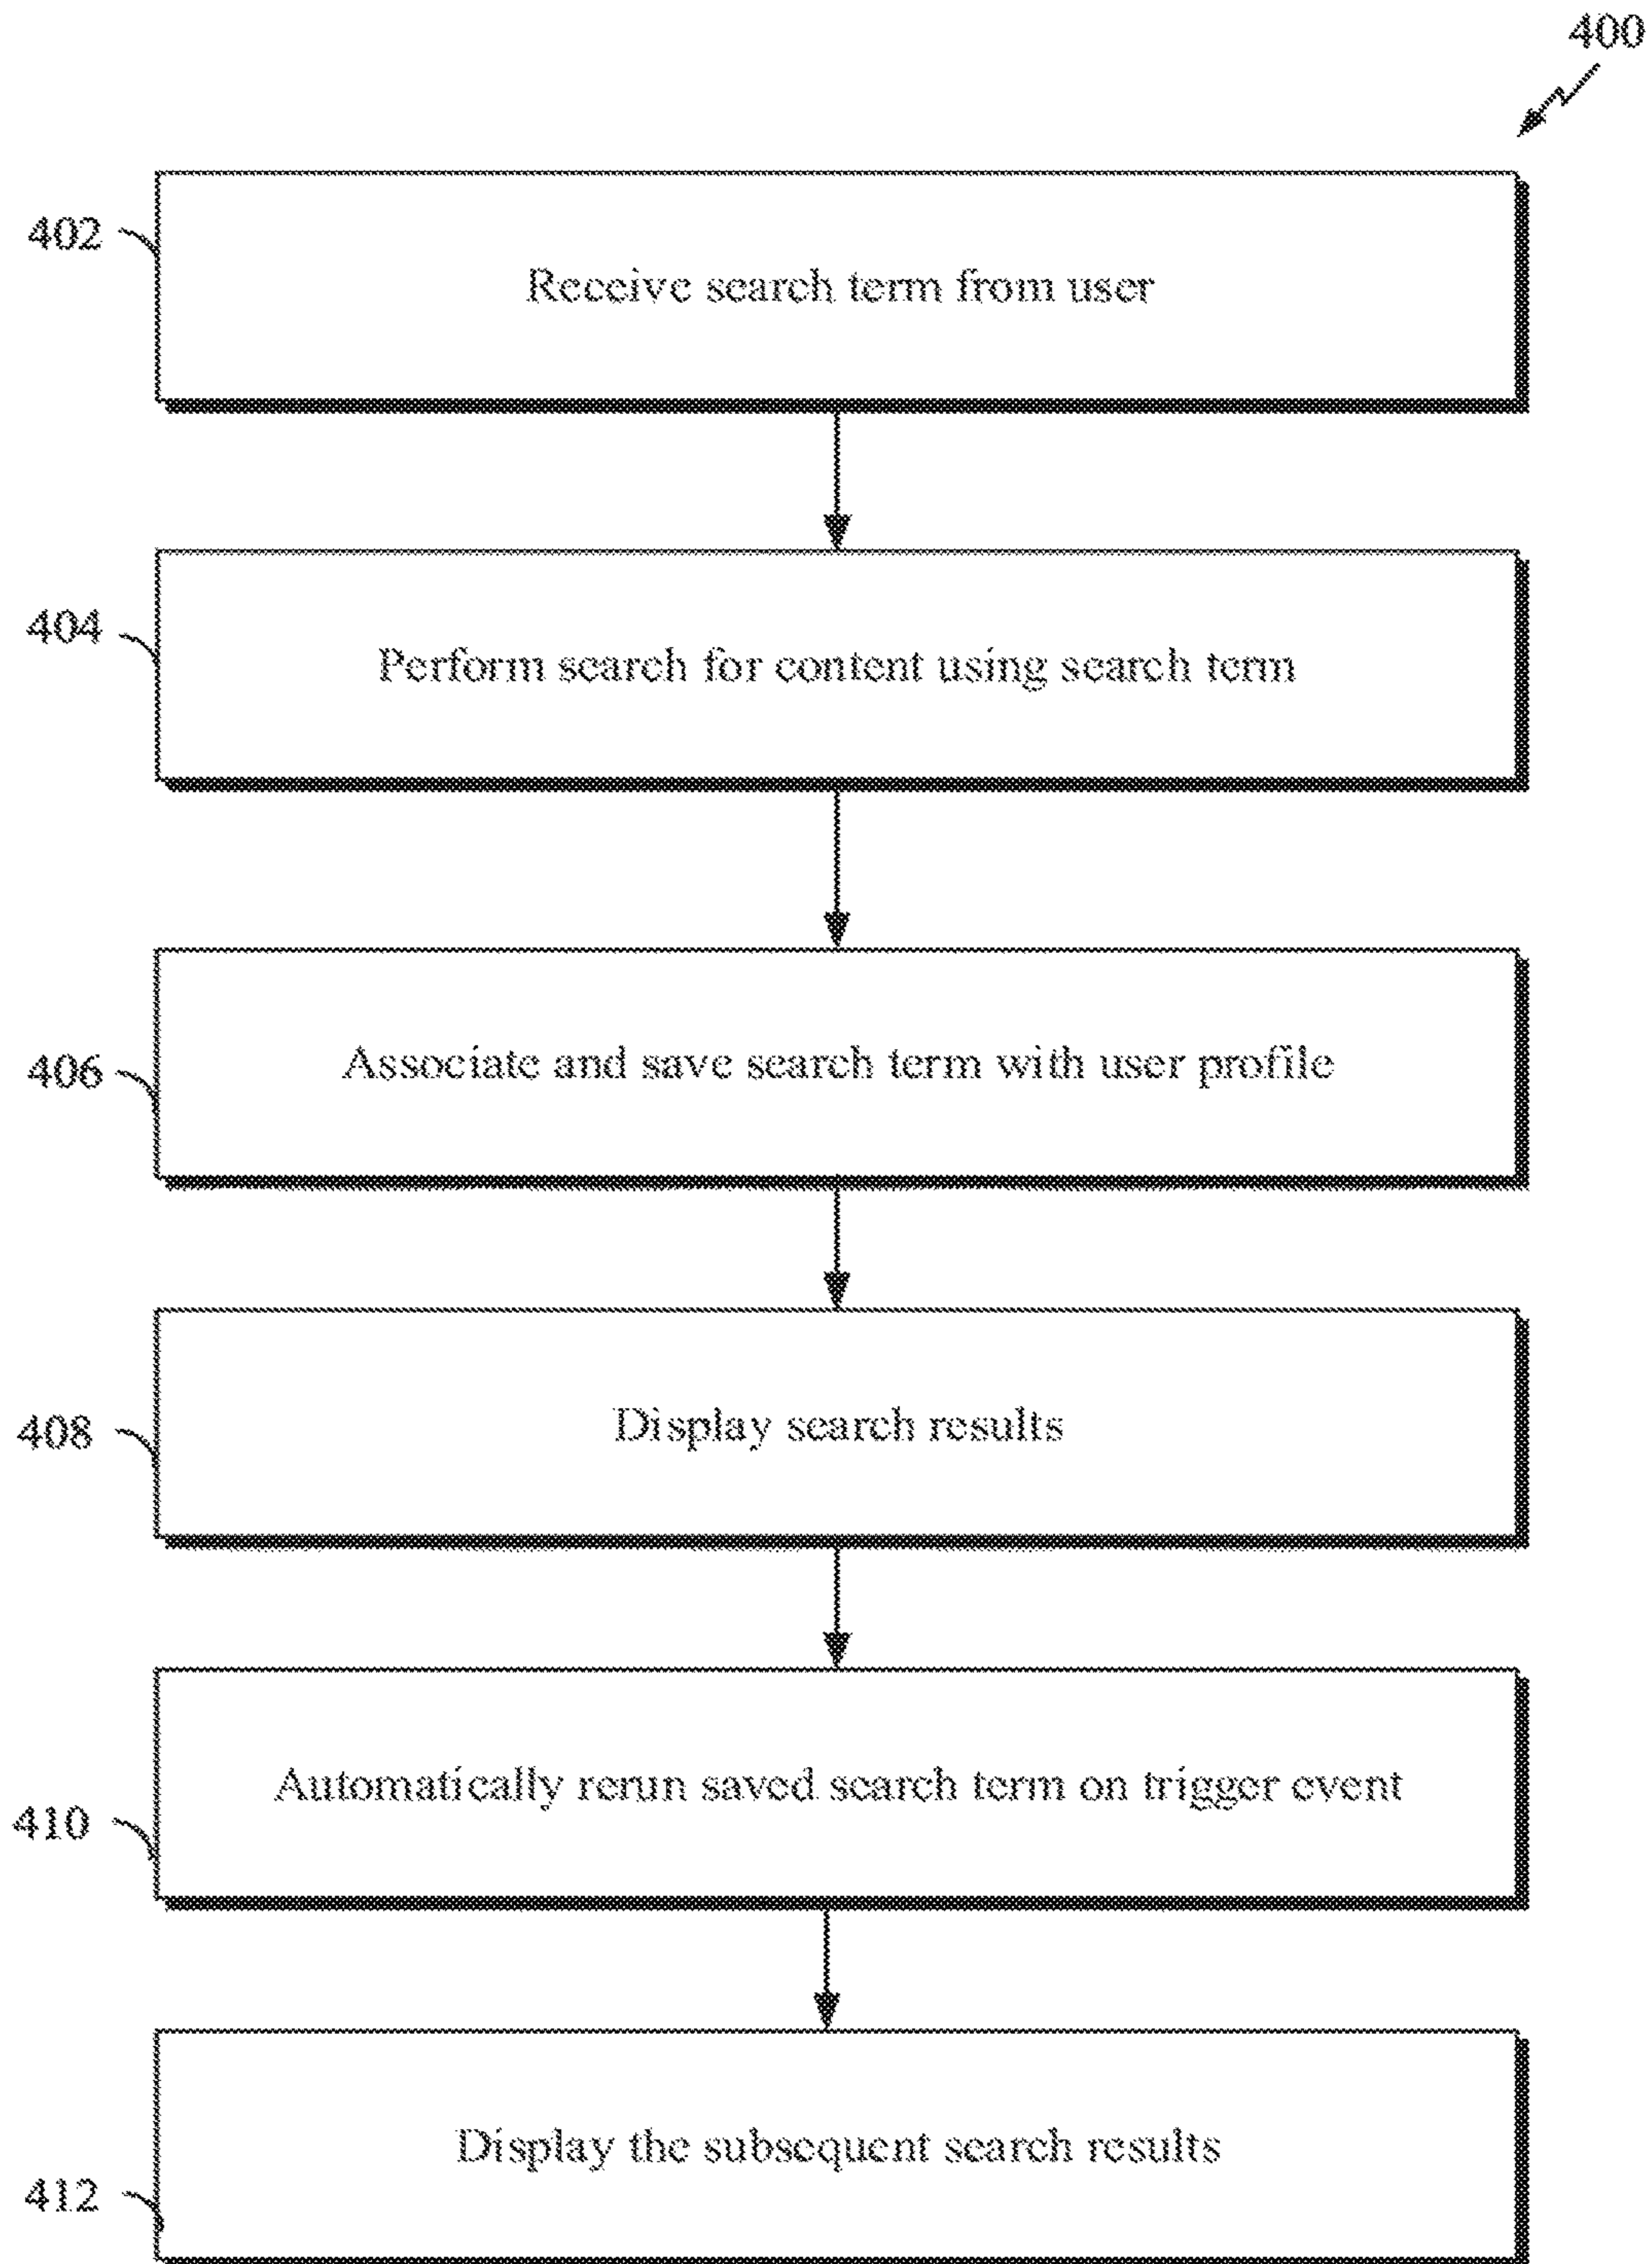 400
402
Receive search term from user
404
Perform search for content using search term
406
Associate and save search term with user profile
408
Display search results
410
Automatically rerun saved search term on trigger event
412
Display the subsequent search results